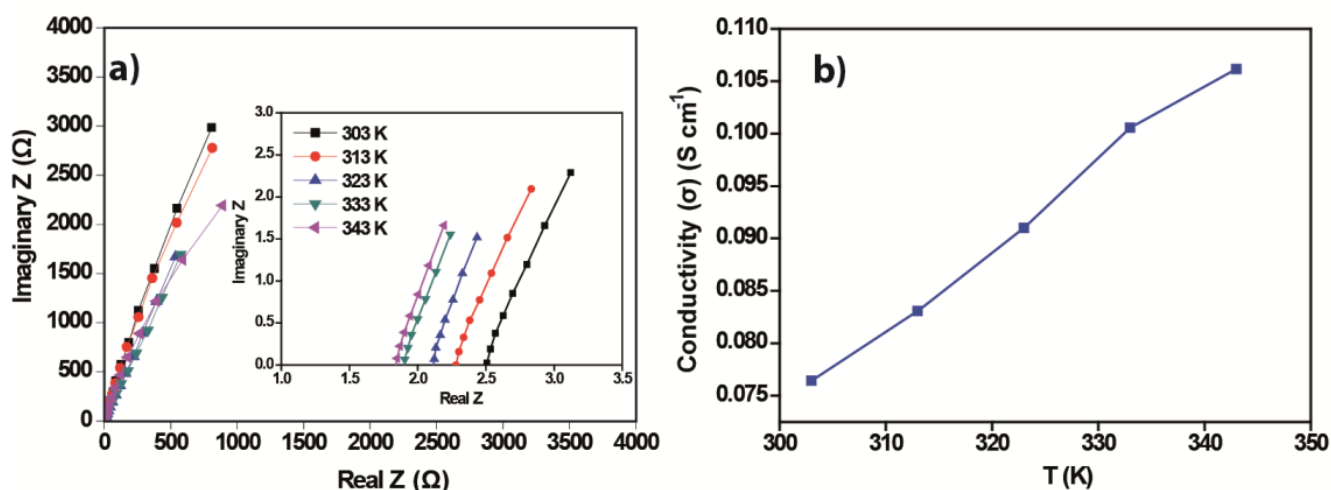 a)
Imaginary Z (Ω)
4000
3500
3000
2500
2000
1500
1000
500
0
0 500 1000 1500 2000 2500 3000 3500 4000
Real Z (Ω)
Imaginary Z
3.0
2.5
2.0
1.5
1.0
0.5
0.0
1.0 1.5 2.0 2.5 3.0 3.5
Real Z
303 K
313 K
323 K
333 K
343 K
b)
Conductivity (σ) (S cm-1)
0.110
0.105
0.100
0.095
0.090
0.085
0.080
0.075
300 310 320 330 340 350
T (K)